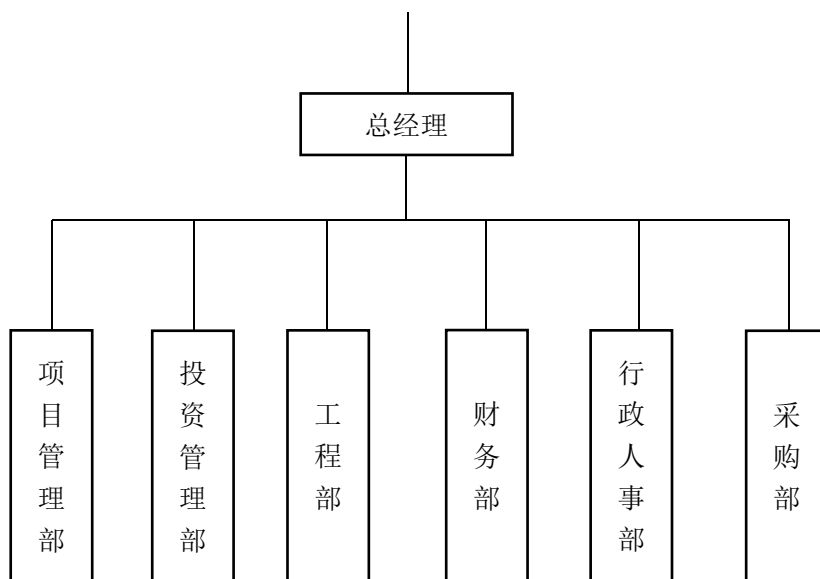 总经理
项目管理部
投资管理部
工程部
财务部
行政人事部
采购部